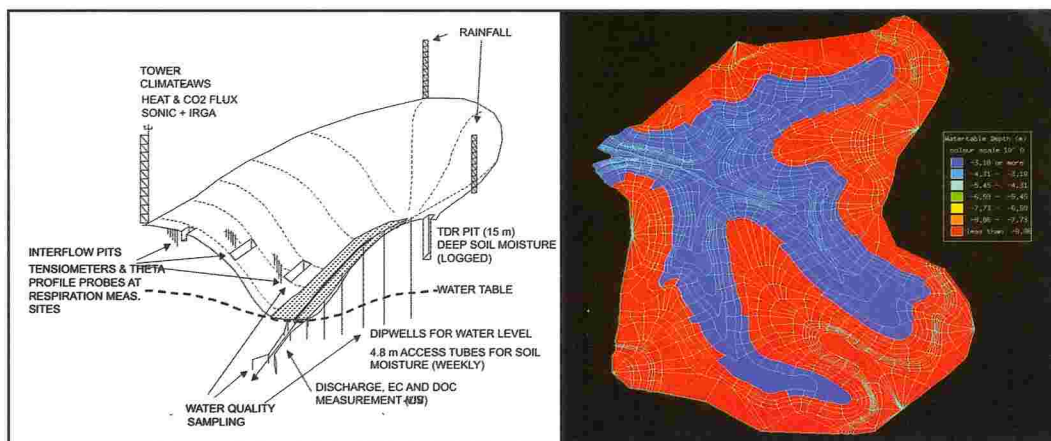 RAINFALL
TOWER
CLIMATEAWS
HEAT & CO2 FLUX
SONIC + IRGA
INTERFLOW PITS
TENSIOMETERS & THETA
PROFILE PROBES AT
RESPIRATION MEAS.
SITES
TDR PIT (15 m)
DEEP SOIL MOISTURE
(LOGGED)
WATER TABLE
DIPWELLS FOR WATER LEVEL
4.8 m ACCESS TUBES FOR SOIL
MOISTURE (WEEKLY)
DISCHARGE, EC AND DOC
MEASUREMENT
WATER QUALITY
SAMPLING
Watertable Depth (m)
colour scale 10^ 0
-3.18 or more
-4.31 - -3.18
-5.45 - -4.31
-6.59 - -5.45
-7.73 - -6.59
-8.86 - -7.73
less than -8.86